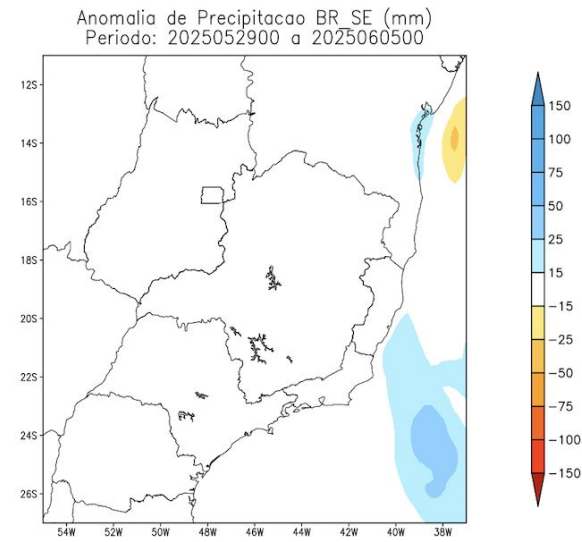 Anomalia de Precipitacao BR_SE (mm)
Periodo: 2025052900 a 2025060500
12S
14S
16S
18S
20S
22S
24S
26S
54W 52W 50W 48W 46W 44W 42W 40W 38W
150
100
75
50
25
15
-15
-25
-50
-75
-100
-150